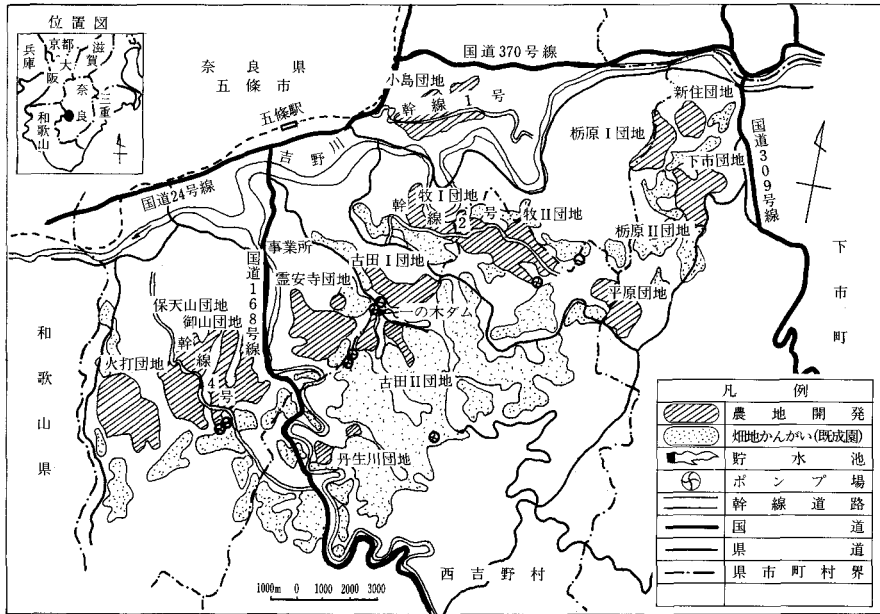 位置図
兵庫
京都
滋賀
大阪
奈良
三重
和歌山
奈良県
五條市
国道370号線
小島団地
幹線1号
新住団地
栃原Ⅰ団地
五條駅
吉野川
下市団地
国道309号線
国道24号線
牧Ⅰ団地
幹線2号
牧Ⅱ団地
栃原Ⅱ団地
事業所
古田Ⅰ団地
国道168号線
霊安寺団地
下市町
平原団地
一の木ダム
保天山団地
御山団地
和歌山県
火打団地
幹線4号
古田Ⅱ団地
丹生川団地
西吉野村
1000m 0 1000 2000 3000
凡例
農地開発
畑地かんがい(既成園)
貯水池
ポンプ場
幹線道路
国道
県道
県市町村界